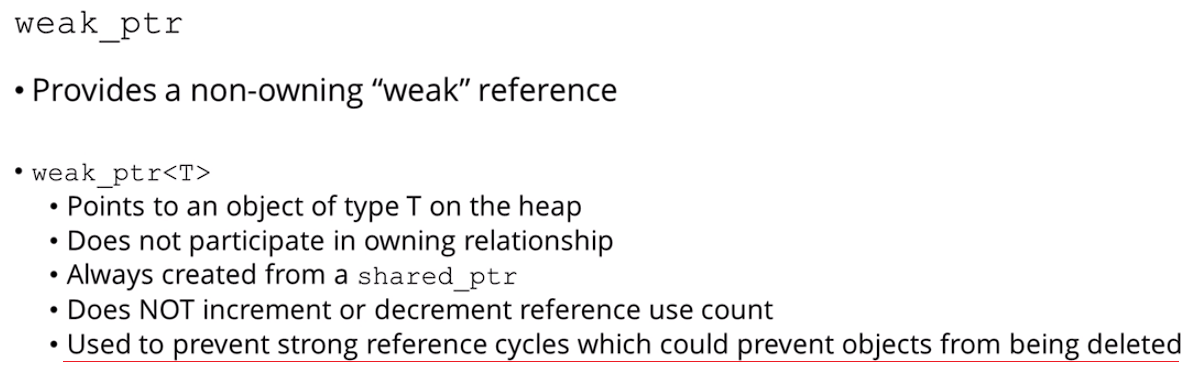 weak_ptr
• Provides a non-owning “weak” reference
• weak_ptr<T>
• Points to an object of type T on the heap
• Does not participate in owning relationship
• Always created from a shared_ptr
• Does NOT increment or decrement reference use count
• Used to prevent strong reference cycles which could prevent objects from being deleted